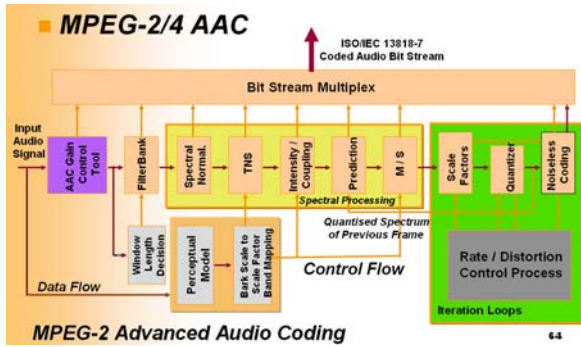 MPEG-2/4 AAC
ISO/IEC 13818-7
Coded Audio Bit Stream
Bit Stream Multiplex
Input
Audio
Signal
AAC Gain
Control
Tool
FilterBank
Spectral
Normal.
TNS
Intensity /
Coupling
Prediction
M / S
Scale
Factors
Quantizer
Noiseless
Coding
Spectral Processing
Window
Length
Decision
Perceptual
Model
Bark Scale to
Scale Factor
Band Mapping
Quantised Spectrum
of Previous Frame
Rate / Distortion
Control Process
Data Flow
Control Flow
Iteration Loops
MPEG-2 Advanced Audio Coding
64